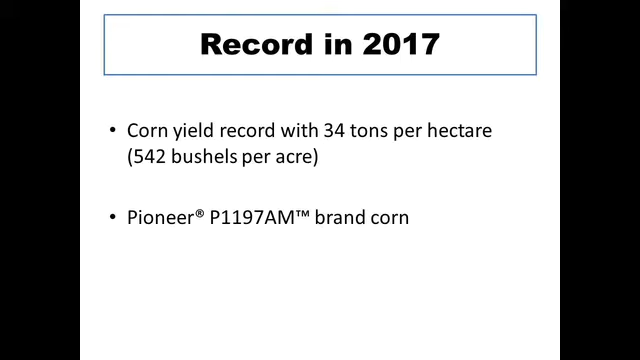 Record in 2017
• Corn yield record with 34 tons per hectare
(542 bushels per acre)
• Pioneer® P1197AM™ brand corn